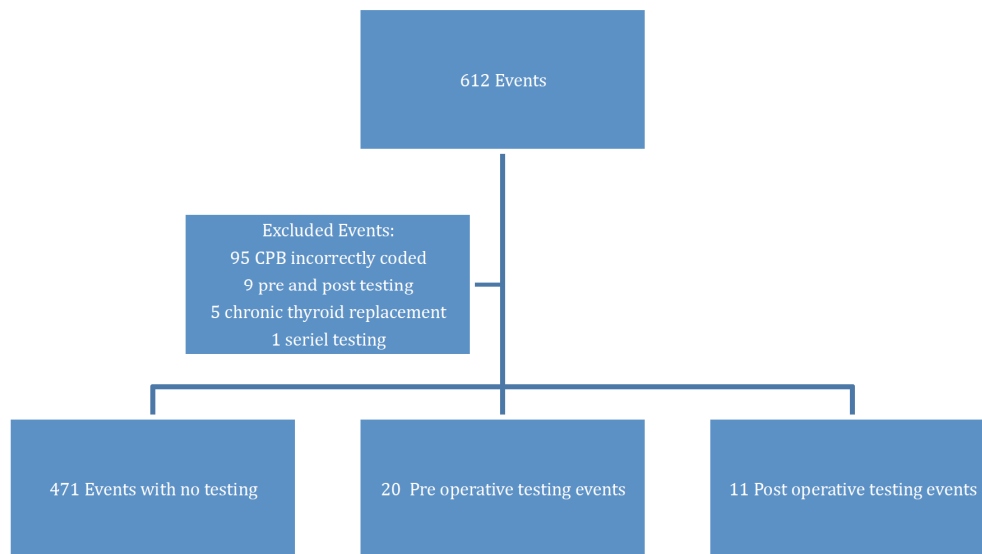 612 Events
Excluded Events:
95 CPB incorrectly coded
9 pre and post testing
5 chronic thyroid replacement
1 seriel testing
471 Events with no testing
20  Pre operative testing events
11 Post operative testing events